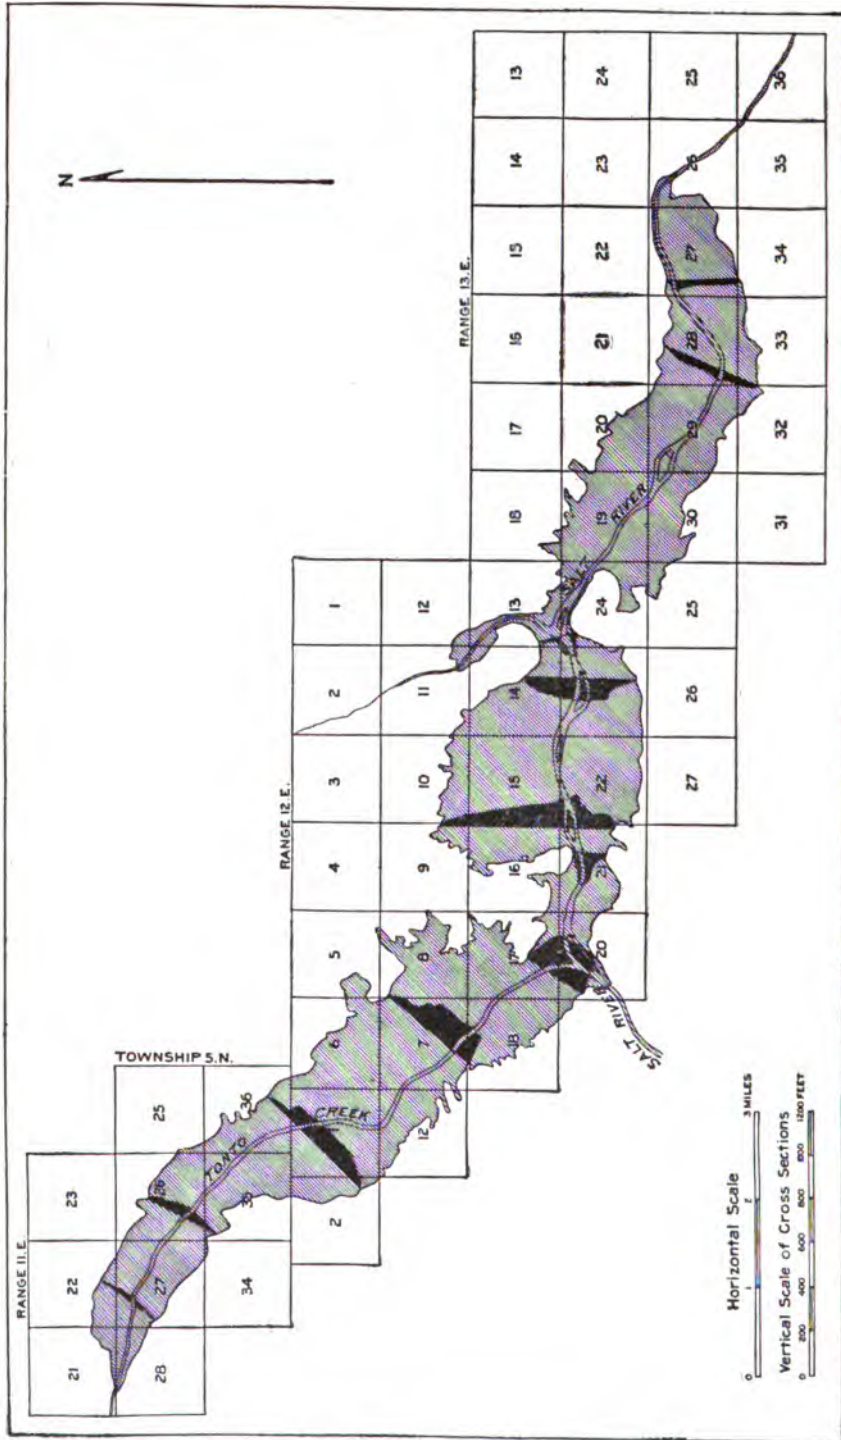 N
RANGE 11.E.
21 22 23
TOWNSHIP 5.N.
28 27 26 25
34 35 36
TONTO
CREEK
RANGE 12 E.
2 6 5 4 3 2 1
12 7 8 9 10 11 12
RANGE 13.E.
18 17 16 15 14 13 18 17 16 15 14 13
20 21 22 24 19 20 21 22 23 24
SALT RIVER
SALT RIVER
27 26 25 30 29 28 27 26 25
31 32 33 34 35 36
Horizontal Scale
0 1 2 3 MILES
Vertical Scale of Cross Sections
0 200 400 600 800 1200 FEET